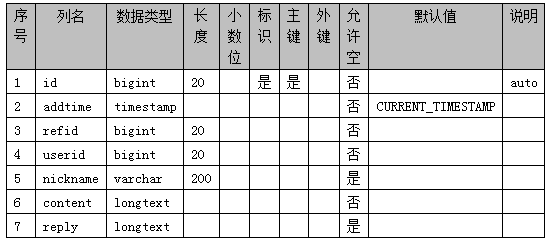 序号 列名 数据类型 长度 小数位 标识 主键 外键 允许空 默认值 说明
1 id bigint 20 是 是 否 auto
2 addtime timestamp 否 CURRENT_TIMESTAMP
3 refid bigint 20 否
4 userid bigint 20 否
5 nickname varchar 200 是
6 content longtext 否
7 reply longtext 是